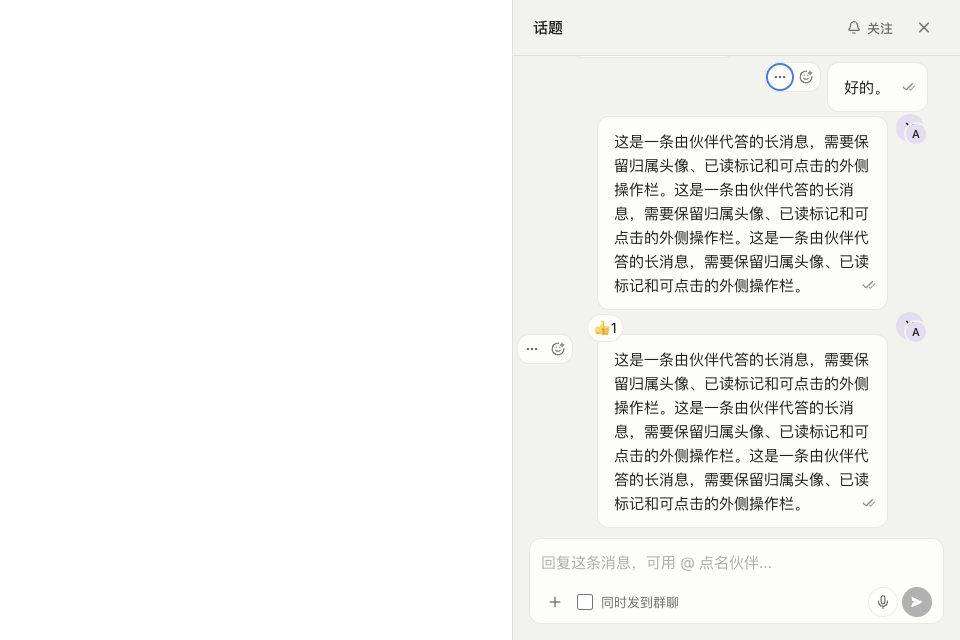 话题
关注
好的。
A
这是一条由伙伴代答的长消息，需要保
留归属头像、已读标记和可点击的外侧
操作栏。这是一条由伙伴代答的长消
息，需要保留归属头像、已读标记和可
点击的外侧操作栏。这是一条由伙伴代
答的长消息，需要保留归属头像、已读
标记和可点击的外侧操作栏。
👍1
A
这是一条由伙伴代答的长消息，需要保
留归属头像、已读标记和可点击的外侧
操作栏。这是一条由伙伴代答的长消
息，需要保留归属头像、已读标记和可
点击的外侧操作栏。这是一条由伙伴代
答的长消息，需要保留归属头像、已读
标记和可点击的外侧操作栏。
回复这条消息，可用 @ 点名伙伴...
同时发到群聊